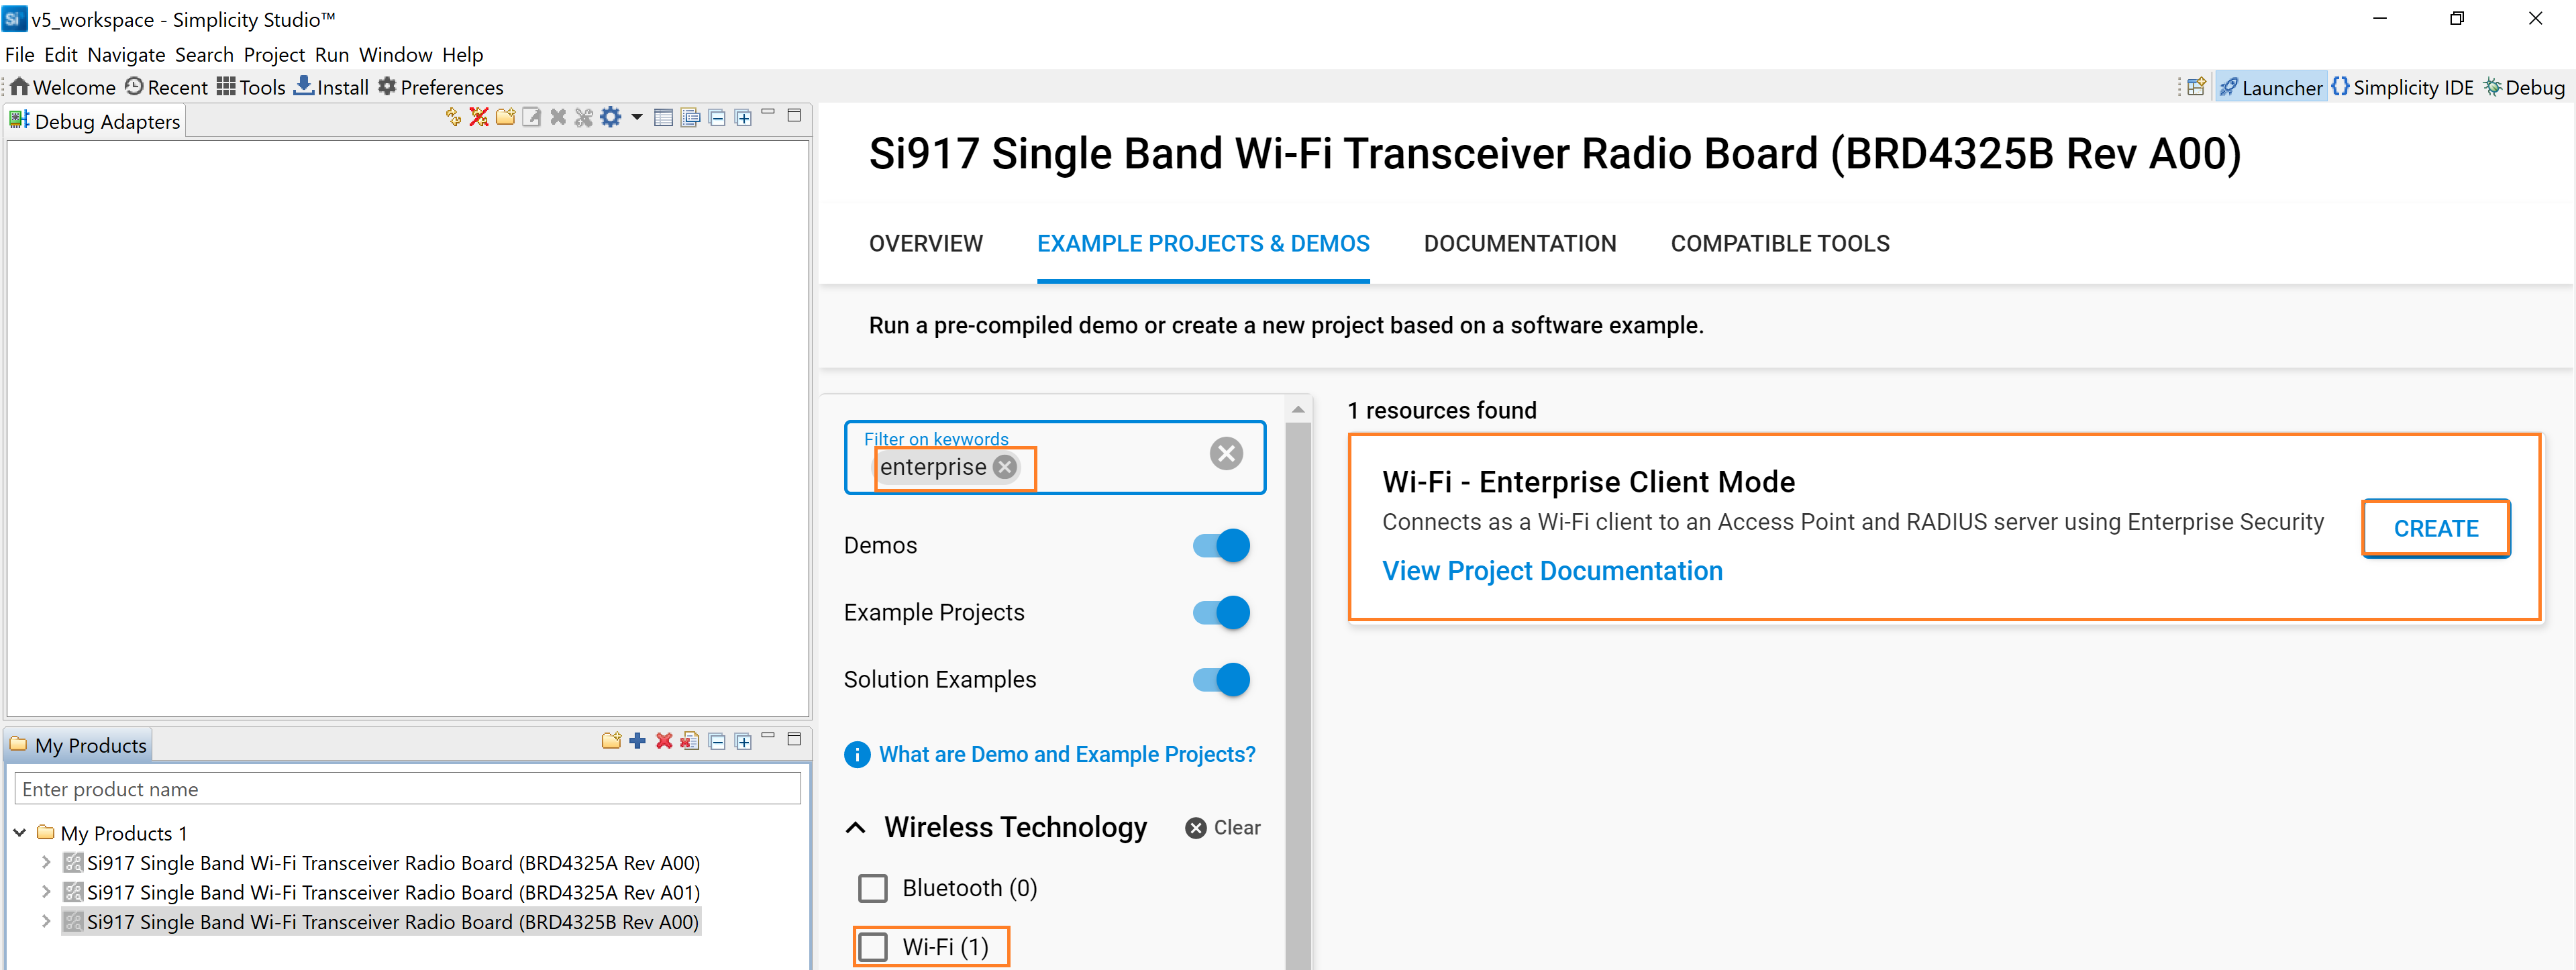 Si v5_workspace - Simplicity Studio™
File Edit Navigate Search Project Run Window Help
Welcome Recent Tools Install Preferences
Launcher Simplicity IDE Debug
Debug Adapters
Si917 Single Band Wi-Fi Transceiver Radio Board (BRD4325B Rev A00)
OVERVIEW EXAMPLE PROJECTS & DEMOS DOCUMENTATION COMPATIBLE TOOLS
Run a pre-compiled demo or create a new project based on a software example.
Filter on keywords
enterprise
Demos
Example Projects
Solution Examples
What are Demo and Example Projects?
Wireless Technology Clear
Bluetooth (0)
Wi-Fi (1)
1 resources found
Wi-Fi - Enterprise Client Mode
Connects as a Wi-Fi client to an Access Point and RADIUS server using Enterprise Security
View Project Documentation
CREATE
My Products
Enter product name
My Products 1
Si917 Single Band Wi-Fi Transceiver Radio Board (BRD4325A Rev A00)
Si917 Single Band Wi-Fi Transceiver Radio Board (BRD4325A Rev A01)
Si917 Single Band Wi-Fi Transceiver Radio Board (BRD4325B Rev A00)